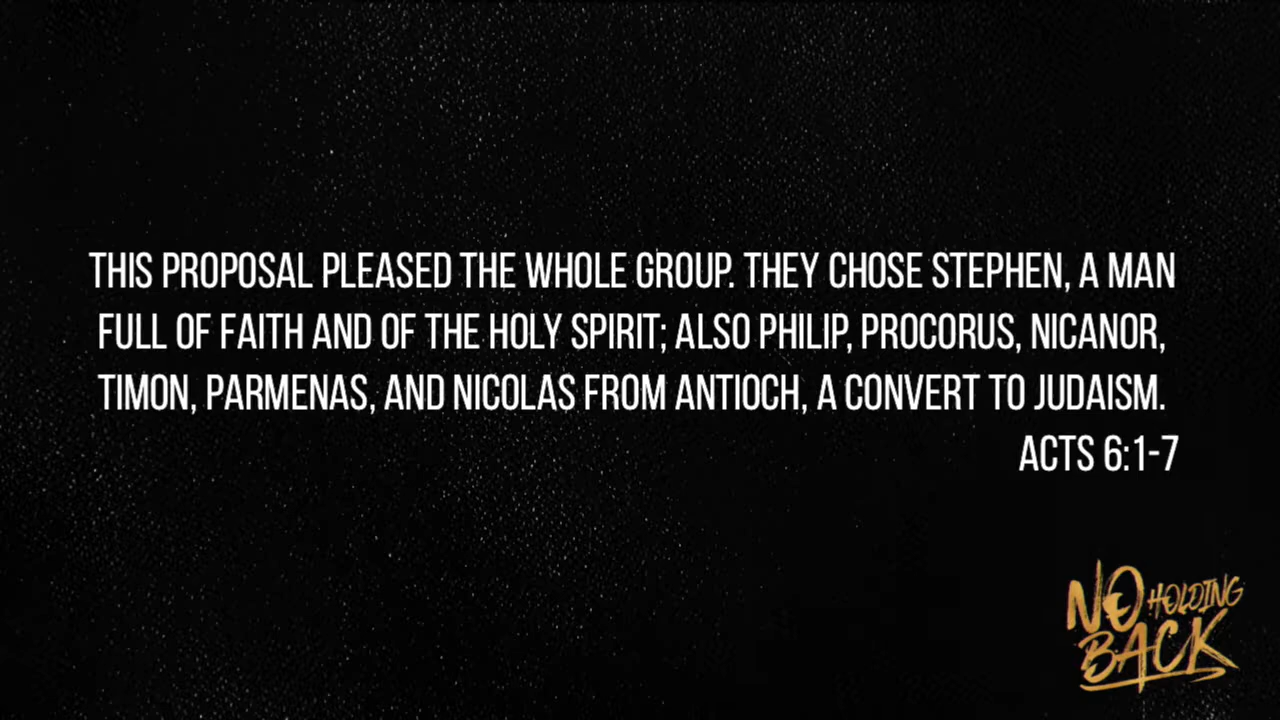 THIS PROPOSAL PLEASED THE WHOLE GROUP. THEY CHOSE STEPHEN, A MAN
FULL OF FAITH AND OF THE HOLY SPIRIT; ALSO PHILIP, PROCORUS, NICANOR,
TIMON, PARMENAS, AND NICOLAS FROM ANTIOCH, A CONVERT TO JUDAISM.
ACTS 6:1-7
NO HOLDING
BACK